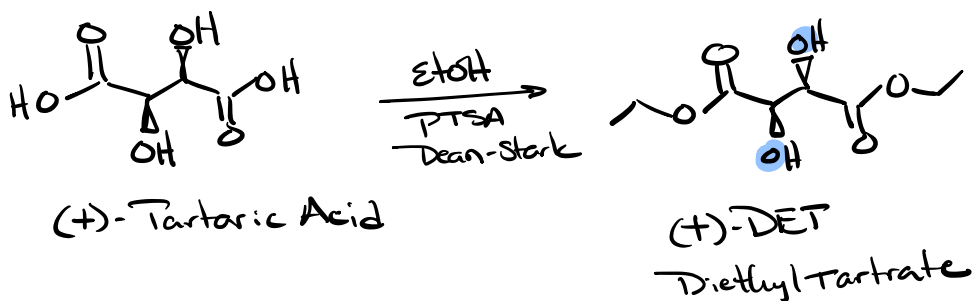 O OH
HO OH
OH O
EtOH
PTSA
Dean-Stark
O OH
O O
OH O
(+)-Tartaric Acid
(+)-DET
Diethyl Tartrate